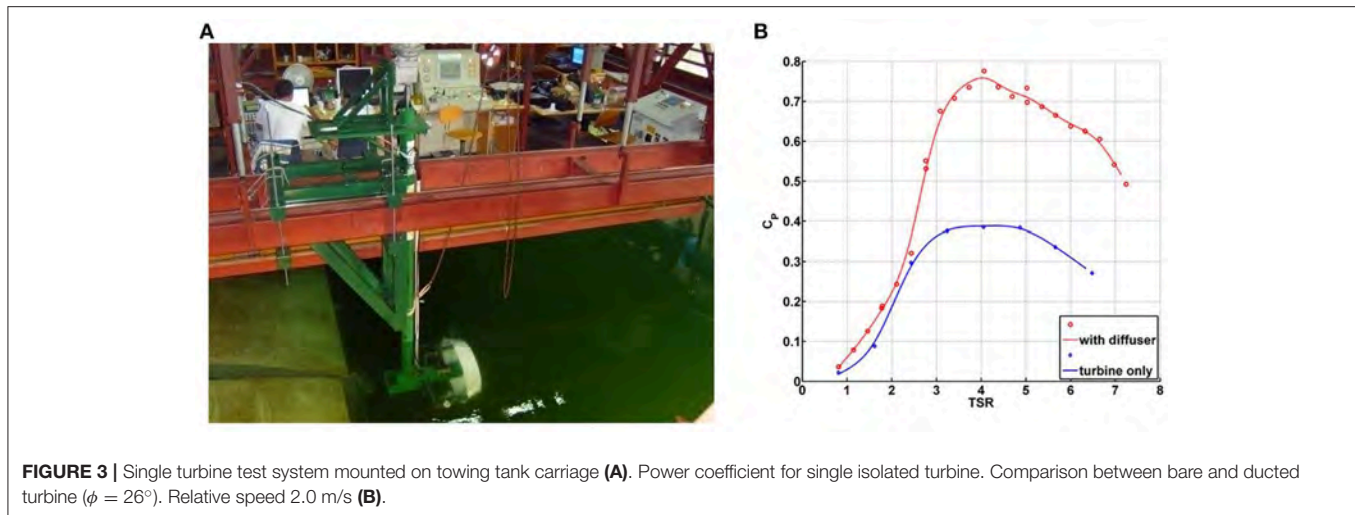 A
B
0.8
0.7
0.6
0.5
0.4
0.3
0.2
0.1
0
C_P
0 1 2 3 4 5 6 7 8
TSR
with diffuser
turbine only
FIGURE 3 | Single turbine test system mounted on towing tank carriage (A). Power coefficient for single isolated turbine. Comparison between bare and ducted
turbine (ϕ = 26°). Relative speed 2.0 m/s (B).